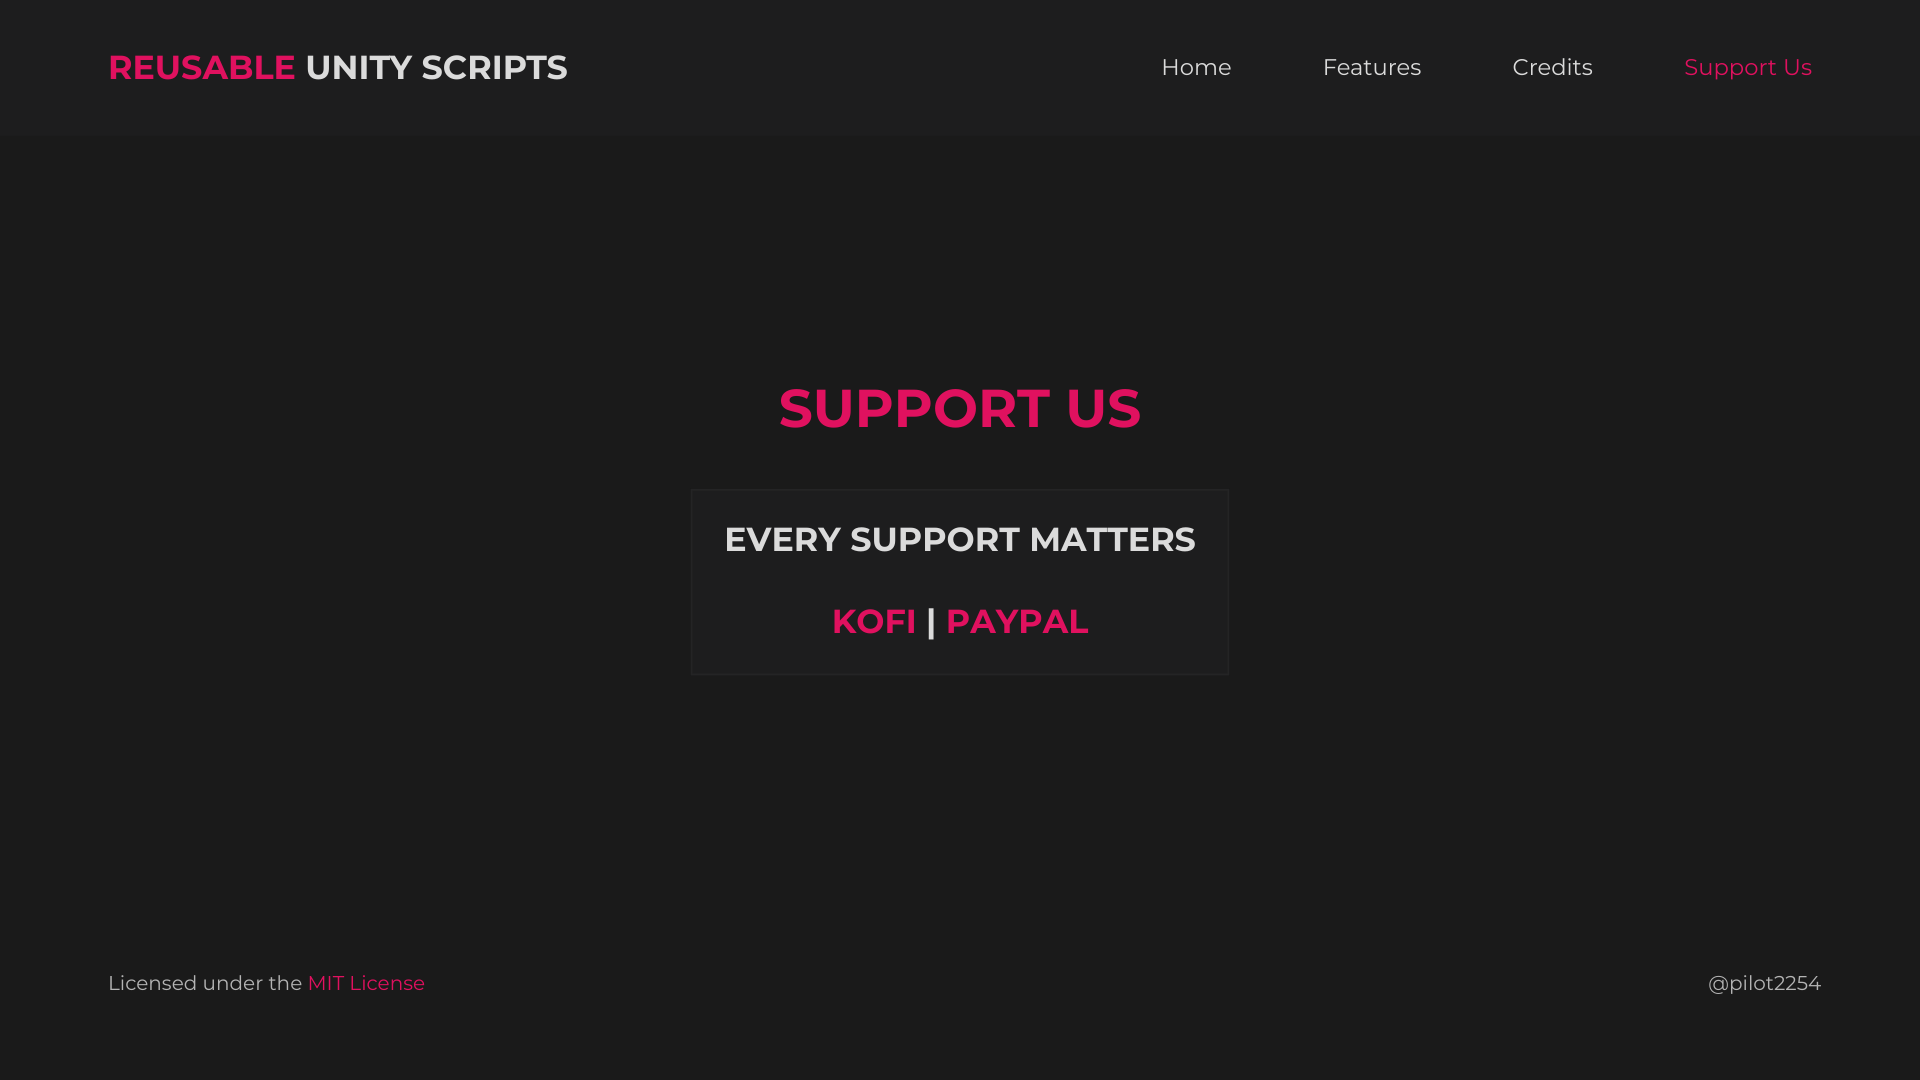 REUSABLE UNITY SCRIPTS
Home
Features
Credits
Support Us
SUPPORT US
EVERY SUPPORT MATTERS
KOFI | PAYPAL
Licensed under the MIT License
@pilot2254